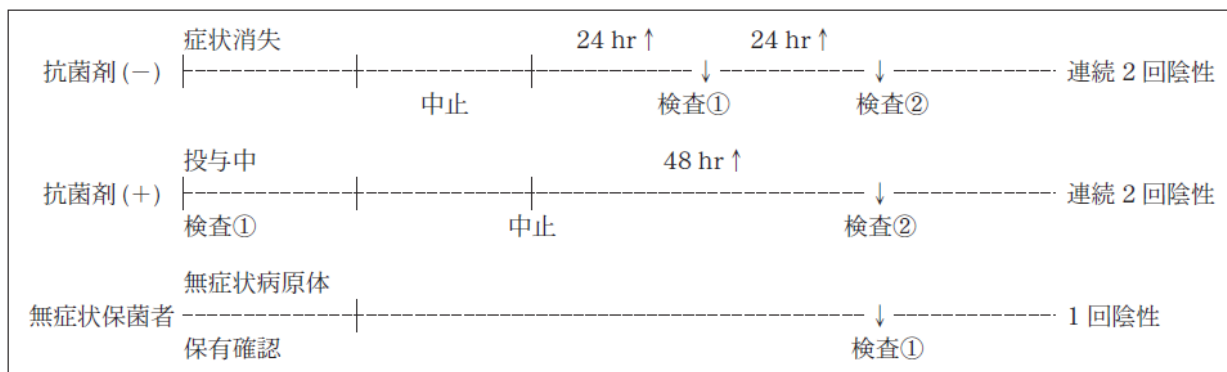 症状消失 24 hr↑ 24 hr↑
抗菌剤(−) ↓ ↓ 連続2回陰性
中止 検査① 検査②
投与中 48 hr↑
抗菌剤(+) ↓ 連続2回陰性
検査① 中止 検査②
無症状病原体
無症状保菌者 ↓ 1回陰性
保有確認 検査①